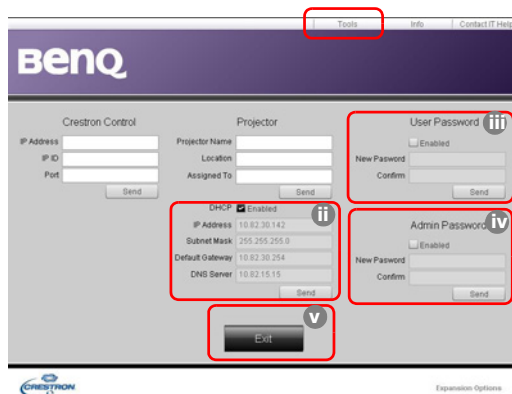 Tools Info Contact IT Help
BenQ
Crestron Control
IP Address
IP ID
Port
Send
Projector
Projector Name
Location
Assigned To
Send
DHCP Enabled
ii
IP Address 10.82.30.142
Subnet Mask 255.255.255.0
Default Gateway 10.82.30.254
DNS Server 10.82.15.15
Send
User Password
iii
Enabled
New Pasword
Confirm
Send
Admin Password
iv
Enabled
New Pasword
Confirm
Send
v
Exit
CRESTRON
Expansion Options